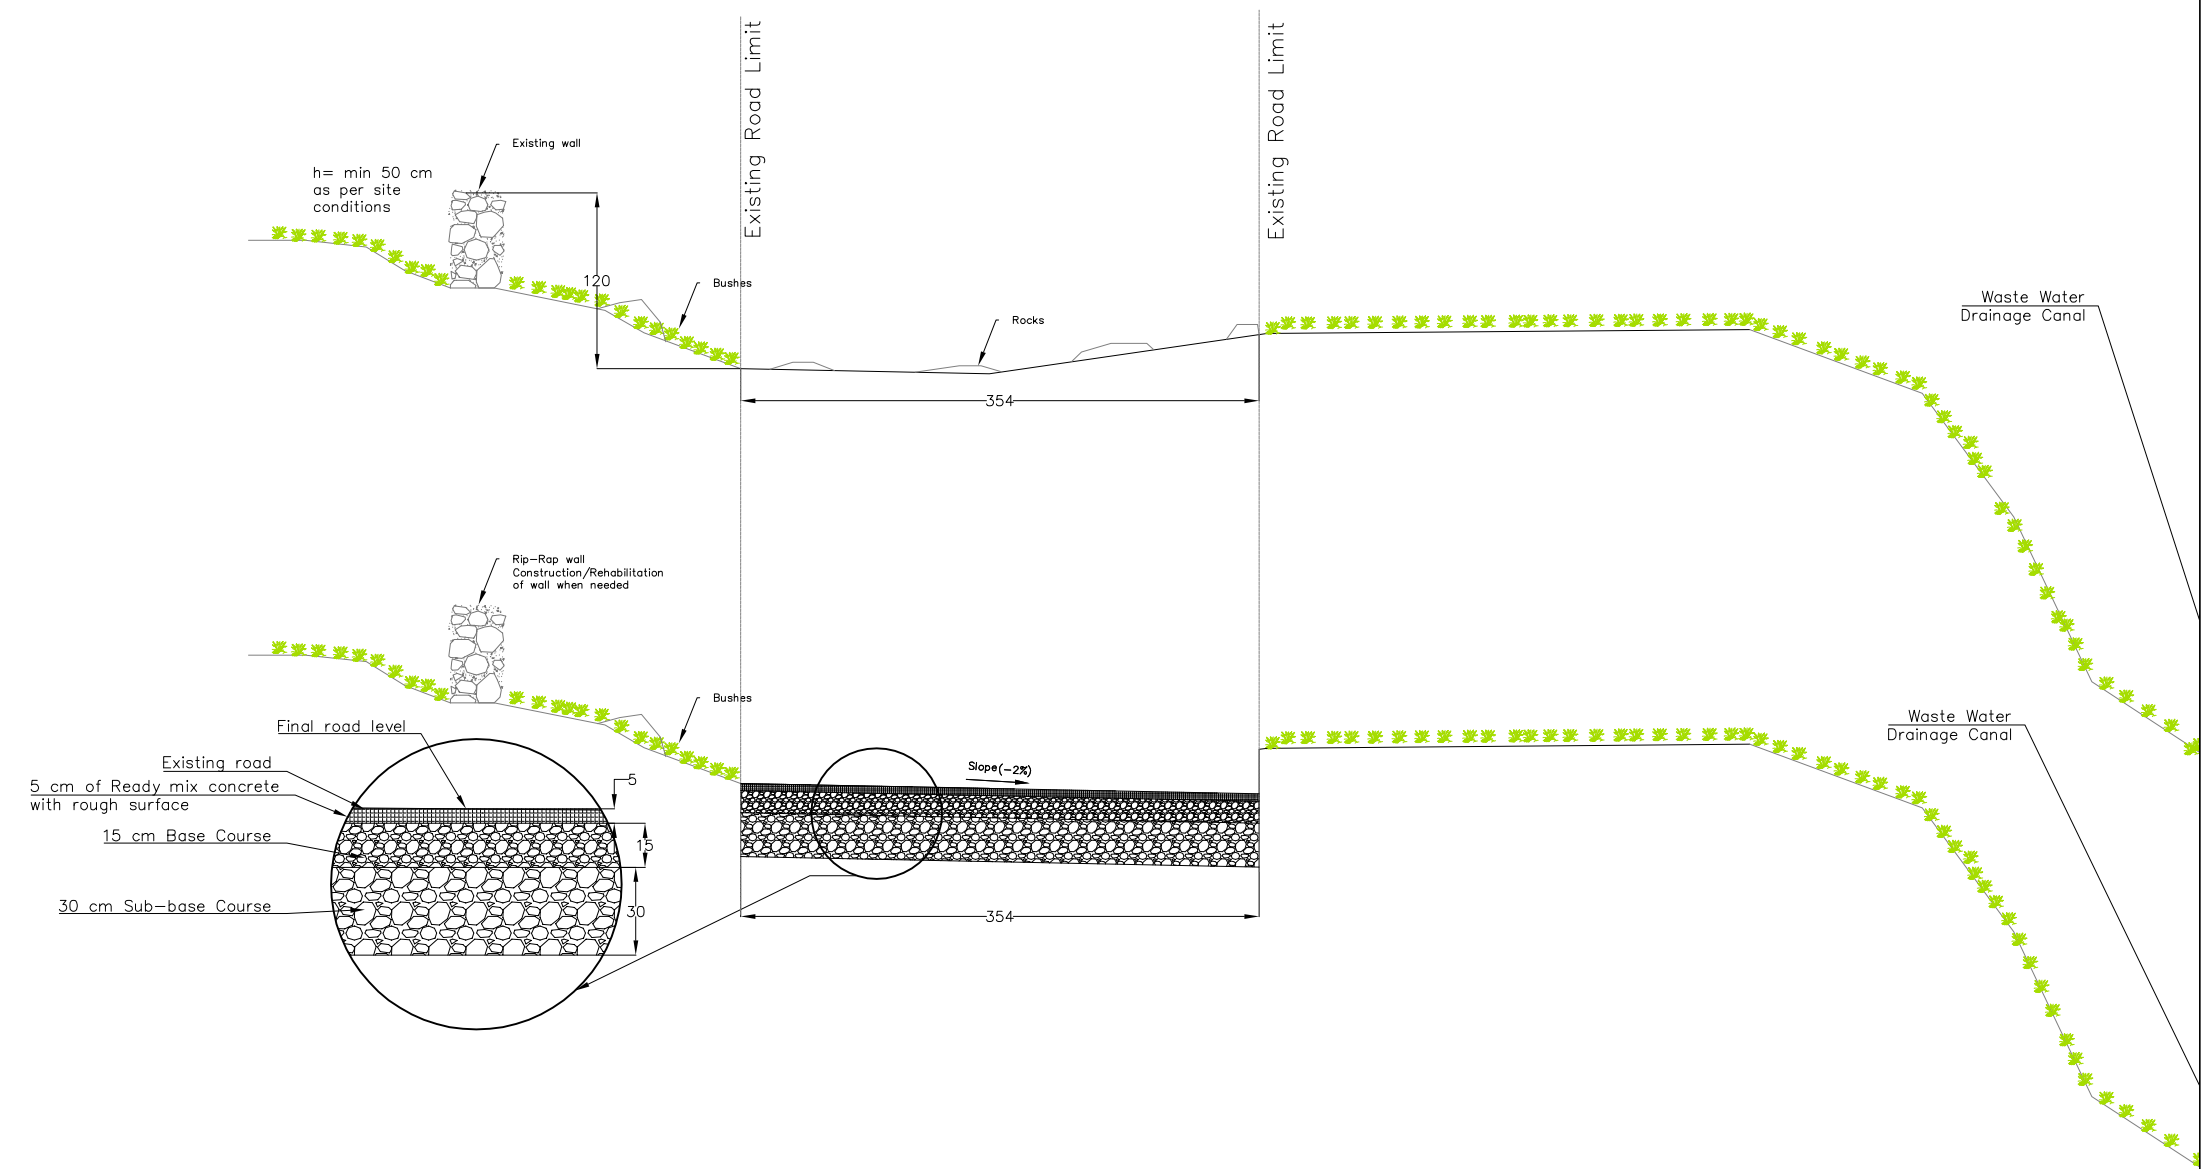 Existing Road Limit
Existing Road Limit
Existing wall
h= min 50 cm
as per site
conditions
120
Bushes
Rocks
354
Waste Water
Drainage Canal
Rip-Rap wall
Construction/Rehabilitation
of wall when needed
Bushes
Final road level
Existing road
5 cm of Ready mix concrete
with rough surface
15 cm Base Course
30 cm Sub-base Course
5
15
30
Slope(-2%)
354
Waste Water
Drainage Canal